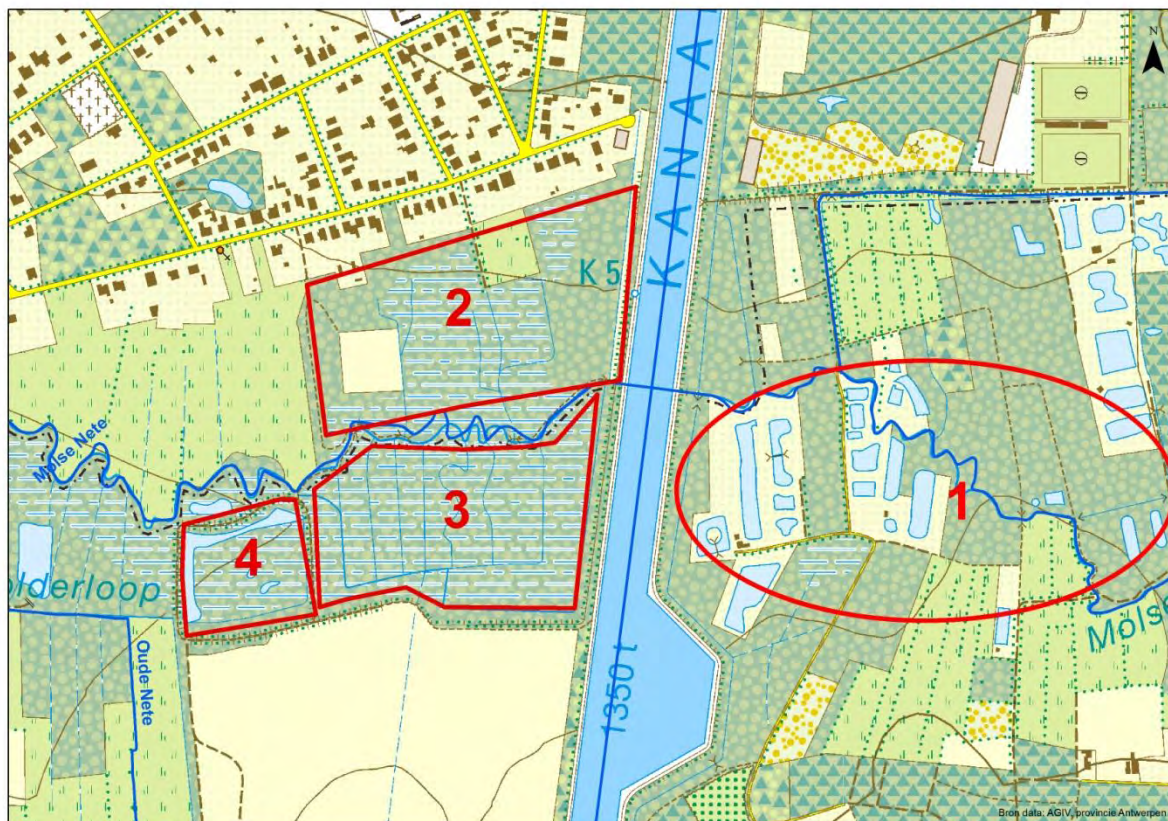 N
KANAA
K 5
2
Molse Nete
3
1
4
olderloop
Mols
Oude Nete
1350 t
Bron data: AGIV, provincie Antwerpen